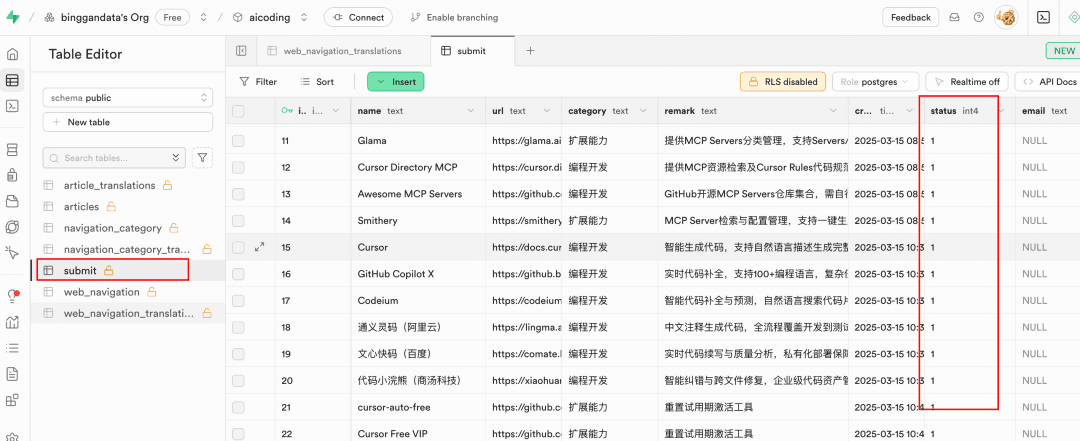 binggandata's Org Free / aicoding Connect Enable branching Feedback
Table Editor
schema public
New table
Search tables...
article_translations
articles
navigation_category
navigation_category_tra...
submit
web_navigation
web_navigation_translati...
web_navigation_translations submit NEW
Filter Sort Insert RLS disabled Role postgres Realtime off API Docs
i.. i... name text url text category text remark text cr... ti... status int4 email text
11 Glama https://glama.ai 扩展能力 提供MCP Servers分类管理，支持Servers/ 2025-03-15 08:5 1 NULL
12 Cursor Directory MCP https://cursor.di 编程开发 提供MCP资源检索及Cursor Rules代码规范 2025-03-15 08:5 1 NULL
13 Awesome MCP Servers https://github.c 编程开发 GitHub开源MCP Servers仓库集合，需自行 2025-03-15 08:5 1 NULL
14 Smithery https://smithery 扩展能力 MCP Server检索与配置管理，支持一键生 2025-03-15 08:5 1 NULL
15 Cursor https://docs.cur 编程开发 智能生成代码，支持自然语言描述生成完整 2025-03-15 10:3 1 NULL
16 GitHub Copilot X https://github.b 编程开发 实时代码补全，支持100+编程语言，复杂任 2025-03-15 10:3 1 NULL
17 Codeium https://codeium 编程开发 智能代码补全与预测，自然语言搜索代码片 2025-03-15 10:3 1 NULL
18 通义灵码（阿里云） https://lingma.a 编程开发 中文注释生成代码，全流程覆盖开发到测试 2025-03-15 10:3 1 NULL
19 文心快码（百度） https://comate.l 编程开发 实时代码续写与质量分析，私有化部署保障 2025-03-15 10:3 1 NULL
20 代码小浣熊（商汤科技） https://xiaohuan 编程开发 智能纠错与跨文件修复，企业级代码资产管 2025-03-15 10:3 1 NULL
21 cursor-auto-free https://github.c 扩展能力 重置试用期激活工具 2025-03-15 10:4 1 NULL
22 Cursor Free VIP https://github.c 扩展能力 重置试用期激活工具 2025-03-15 10:4 1 NULL